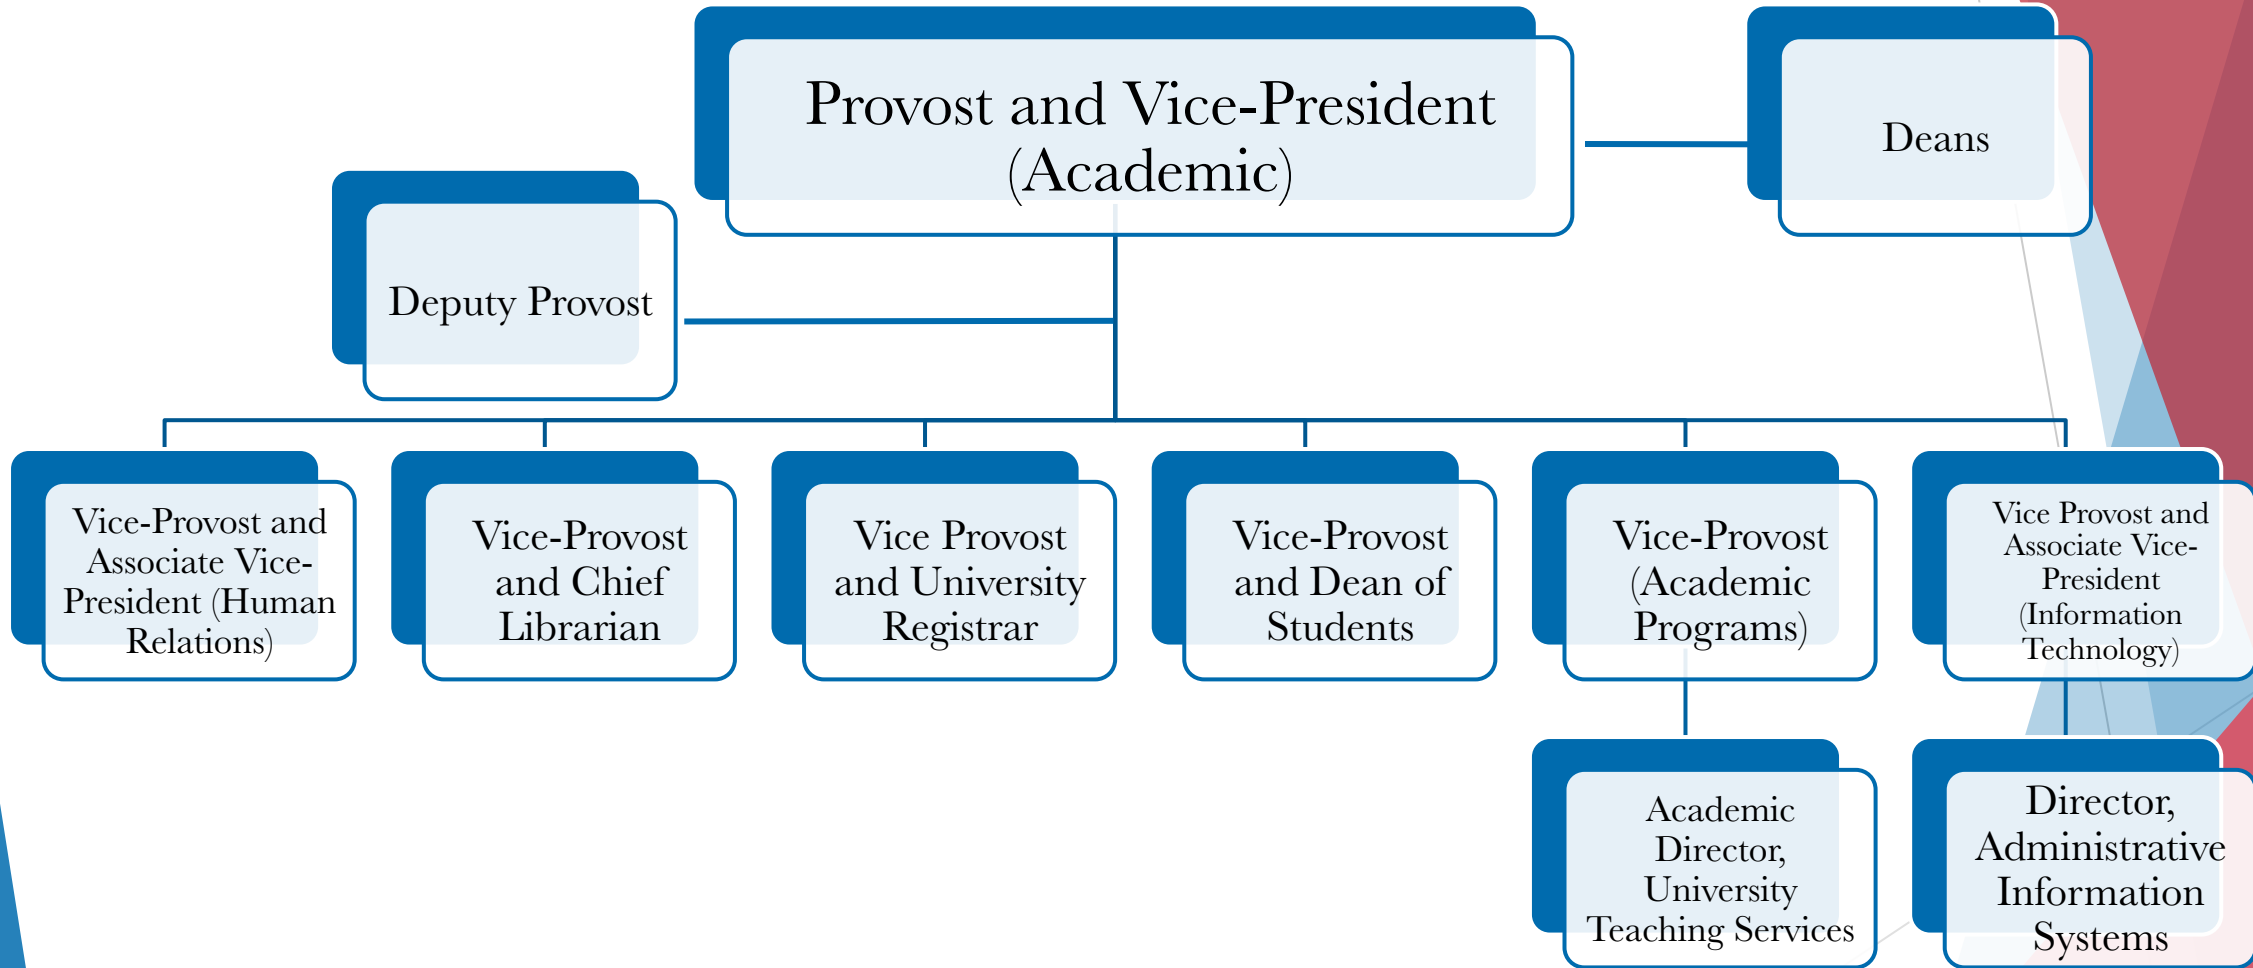 Provost and Vice-President
(Academic)
Deans
Deputy Provost
Vice-Provost and
Associate Vice-
President (Human
Relations)
Vice-Provost
and Chief
Librarian
Vice Provost
and University
Registrar
Vice-Provost
and Dean of
Students
Vice-Provost
(Academic
Programs)
Vice Provost and
Associate Vice-
President
(Information
Technology)
Academic
Director,
University
Teaching Services
Director,
Administrative
Information
Systems